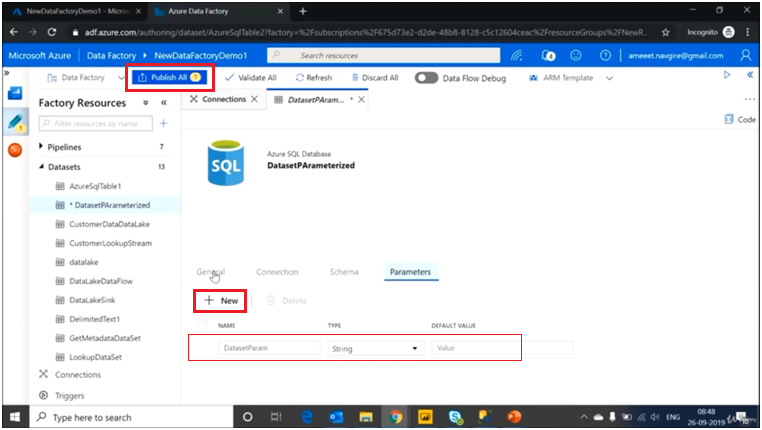 NewDataFactoryDemo1 - Microso
Azure Data Factory
adf.azure.com/authoring/dataset/AzureSqlTable2?factory=%2Fsubscriptions%2F675d73e2-d2de-48b8-8128-c5c12604ceac%2FresourceGroups%2FNewR...
Incognito
Microsoft Azure
Data Factory
NewDataFactoryDemo1
Search resources
4
ameeet.navgire@gmail.com
Data Factory
Publish All 1
Validate All
Refresh
Discard All
Data Flow Debug
ARM Template
Factory Resources
Connections
DatasetPAram... *
Filter resources by name
Code
Pipelines 7
Datasets 13
Azure SQL Database
DatasetPArameterized
AzureSqlTable1
* DatasetPArameterized
CustomerDataDataLake
CustomerLookupStream
datalake
DataLakeDataFlow
DataLakeSink
DelimitedText1
GetMetadataDataSet
LookupDataSet
Connections
Triggers
SQL
General
Connection
Schema
Parameters
New
Delete
NAME
TYPE
DEFAULT VALUE
DatasetParam
String
Value
Type here to search
ENG
08:48
26-09-2019